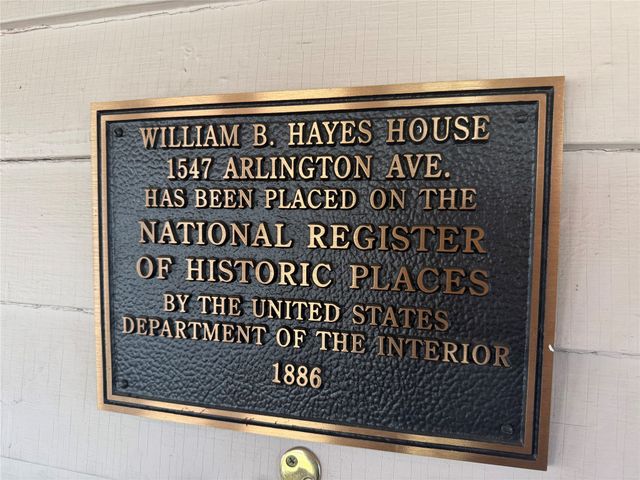 WILLIAM B. HAYES HOUSE
1547 ARLINGTON AVE.
HAS BEEN PLACED ON THE
NATIONAL REGISTER
OF HISTORIC PLACES
BY THE UNITED STATES
DEPARTMENT OF THE INTERIOR
1886